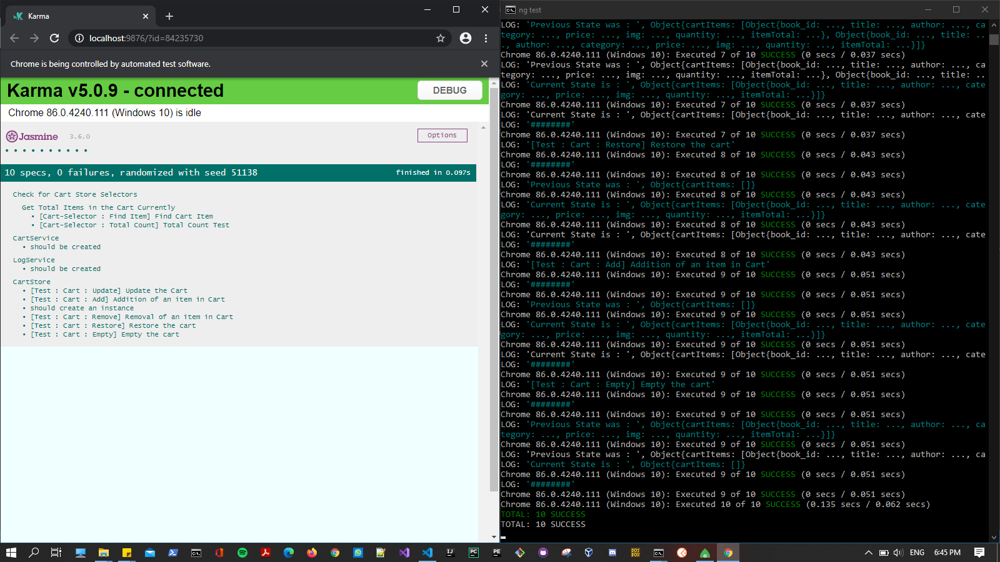 Karma
localhost:9876/?id=84235730
Chrome is being controlled by automated test software.
Karma v5.0.9 - connected
DEBUG
Chrome 86.0.4240.111 (Windows 10) is idle
Jasmine 3.6.0
Options
••••••••••
10 specs, 0 failures, randomized with seed 51138
finished in 0.097s
Check for Cart Store Selectors
Get Total Items in the Cart Currently
• [Cart-Selector : Find Item] Find Cart Item
• [Cart-Selector : Total Count] Total Count Test
CartService
• should be created
LogService
• should be created
CartStore
• [Test : Cart : Update] Update the Cart
• [Test : Cart : Add] Addition of an item in Cart
• should create an instance
• [Test : Cart : Remove] Removal of an item in Cart
• [Test : Cart : Restore] Restore the cart
• [Test : Cart : Empty] Empty the cart
ng test
LOG: 'Previous State was : ', Object{cartItems: [Object{book_id: ..., title: ..., author: ..., ca
tegory: ..., price: ..., img: ..., quantity: ..., itemTotal: ...}, Object{book_id: ..., title: ..
., author: ..., category: ..., price: ..., img: ..., quantity: ..., itemTotal: ...}]}
Chrome 86.0.4240.111 (Windows 10): Executed 7 of 10 SUCCESS (0 secs / 0.037 secs)
LOG: 'Previous State was : ', Object{cartItems: [Object{book_id: ..., title: ..., author: ..., ca
tegory: ..., price: ..., img: ..., quantity: ..., itemTotal: ...}, Object{book_id: ..., title: ..
LOG: 'Current State is : ', Object{cartItems: [Object{book_id: ..., title: ..., author: ..., cate
gory: ..., price: ..., img: ..., quantity: ..., itemTotal: ...}]}
Chrome 86.0.4240.111 (Windows 10): Executed 7 of 10 SUCCESS (0 secs / 0.037 secs)
LOG: 'Current State is : ', Object{cartItems: [Object{book_id: ..., title: ..., author: ..., cate
LOG: '########'
Chrome 86.0.4240.111 (Windows 10): Executed 7 of 10 SUCCESS (0 secs / 0.037 secs)
LOG: '[Test : Cart : Restore] Restore the cart'
Chrome 86.0.4240.111 (Windows 10): Executed 8 of 10 SUCCESS (0 secs / 0.043 secs)
LOG: '########'
Chrome 86.0.4240.111 (Windows 10): Executed 8 of 10 SUCCESS (0 secs / 0.043 secs)
LOG: 'Previous State was : ', Object{cartItems: []}
Chrome 86.0.4240.111 (Windows 10): Executed 8 of 10 SUCCESS (0 secs / 0.043 secs)
LOG: 'Current State is : ', Object{cartItems: [Object{book_id: ..., title: ..., author: ..., cate
gory: ..., price: ..., img: ..., quantity: ..., itemTotal: ...}]}
Chrome 86.0.4240.111 (Windows 10): Executed 8 of 10 SUCCESS (0 secs / 0.043 secs)
LOG: 'Current State is : ', Object{cartItems: [Object{book_id: ..., title: ..., author: ..., cate
LOG: '########'
Chrome 86.0.4240.111 (Windows 10): Executed 8 of 10 SUCCESS (0 secs / 0.043 secs)
LOG: '[Test : Cart : Add] Addition of an item in Cart'
Chrome 86.0.4240.111 (Windows 10): Executed 9 of 10 SUCCESS (0 secs / 0.051 secs)
LOG: '########'
Chrome 86.0.4240.111 (Windows 10): Executed 9 of 10 SUCCESS (0 secs / 0.051 secs)
LOG: 'Previous State was : ', Object{cartItems: []}
Chrome 86.0.4240.111 (Windows 10): Executed 9 of 10 SUCCESS (0 secs / 0.051 secs)
LOG: 'Current State is : ', Object{cartItems: [Object{book_id: ..., title: ..., author: ..., cate
gory: ..., price: ..., img: ..., quantity: ..., itemTotal: ...}]}
Chrome 86.0.4240.111 (Windows 10): Executed 9 of 10 SUCCESS (0 secs / 0.051 secs)
LOG: 'Current State is : ', Object{cartItems: [Object{book_id: ..., title: ..., author: ..., cate
LOG: '########'
Chrome 86.0.4240.111 (Windows 10): Executed 9 of 10 SUCCESS (0 secs / 0.051 secs)
LOG: '[Test : Cart : Empty] Empty the cart'
Chrome 86.0.4240.111 (Windows 10): Executed 9 of 10 SUCCESS (0 secs / 0.051 secs)
LOG: '########'
Chrome 86.0.4240.111 (Windows 10): Executed 9 of 10 SUCCESS (0 secs / 0.051 secs)
LOG: 'Previous State was : ', Object{cartItems: [Object{book_id: ..., title: ..., author: ..., ca
tegory: ..., price: ..., img: ..., quantity: ..., itemTotal: ...}]}
Chrome 86.0.4240.111 (Windows 10): Executed 9 of 10 SUCCESS (0 secs / 0.051 secs)
LOG: 'Previous State was : ', Object{cartItems: [Object{book_id: ..., title: ..., author: ..., ca
LOG: 'Current State is : ', Object{cartItems: []}
Chrome 86.0.4240.111 (Windows 10): Executed 9 of 10 SUCCESS (0 secs / 0.051 secs)
LOG: '########'
Chrome 86.0.4240.111 (Windows 10): Executed 9 of 10 SUCCESS (0 secs / 0.051 secs)
Chrome 86.0.4240.111 (Windows 10): Executed 10 of 10 SUCCESS (0.135 secs / 0.062 secs)
TOTAL: 10 SUCCESS
TOTAL: 10 SUCCESS
IJ
PC
PE
DOS BOX
ENG
6:45 PM